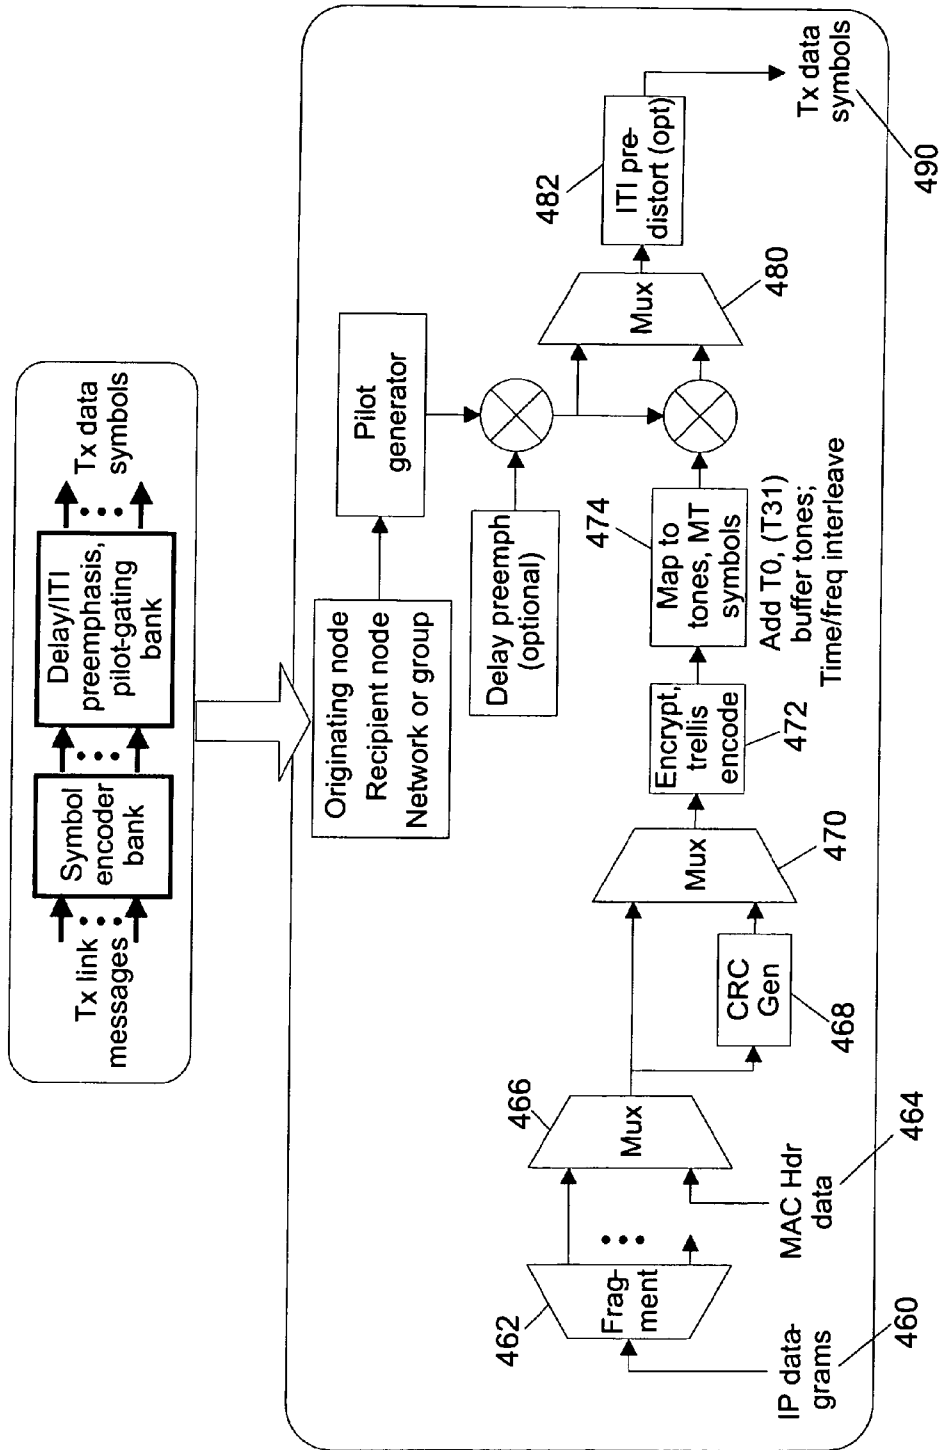 Tx link
messages
Symbol
encoder
bank
Delay/ITI
preemphasis,
pilot-gating
bank
Tx data
symbols
Originating node
Recipient node
Network or group
Pilot
generator
Delay preemph
(optional)
IP data-
grams
460
462
Frag-
ment
MAC Hdr
data
464
466
Mux
CRC
Gen
468
Mux
470
Encrypt,
trellis
encode
472
474
Map to
tones, MT
symbols
Add T0, (T31)
buffer tones;
Time/freq interleave
Mux
480
482
ITI pre-
distort (opt)
Tx data
symbols
490